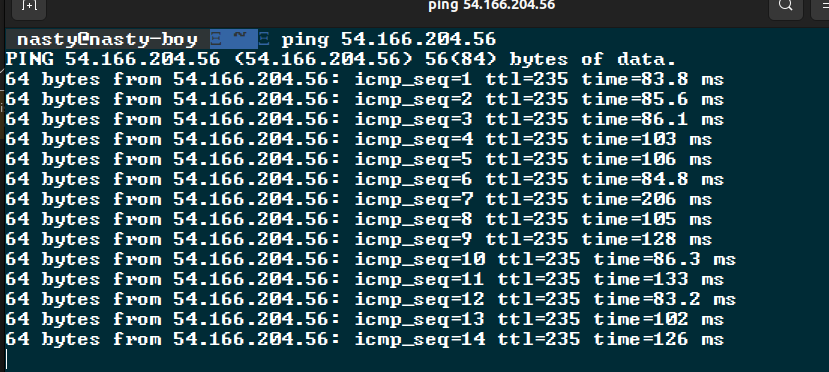 ping 54.166.204.56
nasty@nasty-boy ~ ping 54.166.204.56
PING 54.166.204.56 (54.166.204.56) 56(84) bytes of data.
64 bytes from 54.166.204.56: icmp_seq=1 ttl=235 time=83.8 ms
64 bytes from 54.166.204.56: icmp_seq=2 ttl=235 time=85.6 ms
64 bytes from 54.166.204.56: icmp_seq=3 ttl=235 time=86.1 ms
64 bytes from 54.166.204.56: icmp_seq=4 ttl=235 time=103 ms
64 bytes from 54.166.204.56: icmp_seq=5 ttl=235 time=106 ms
64 bytes from 54.166.204.56: icmp_seq=6 ttl=235 time=84.8 ms
64 bytes from 54.166.204.56: icmp_seq=7 ttl=235 time=206 ms
64 bytes from 54.166.204.56: icmp_seq=8 ttl=235 time=105 ms
64 bytes from 54.166.204.56: icmp_seq=9 ttl=235 time=128 ms
64 bytes from 54.166.204.56: icmp_seq=10 ttl=235 time=86.3 ms
64 bytes from 54.166.204.56: icmp_seq=11 ttl=235 time=133 ms
64 bytes from 54.166.204.56: icmp_seq=12 ttl=235 time=83.2 ms
64 bytes from 54.166.204.56: icmp_seq=13 ttl=235 time=102 ms
64 bytes from 54.166.204.56: icmp_seq=14 ttl=235 time=126 ms